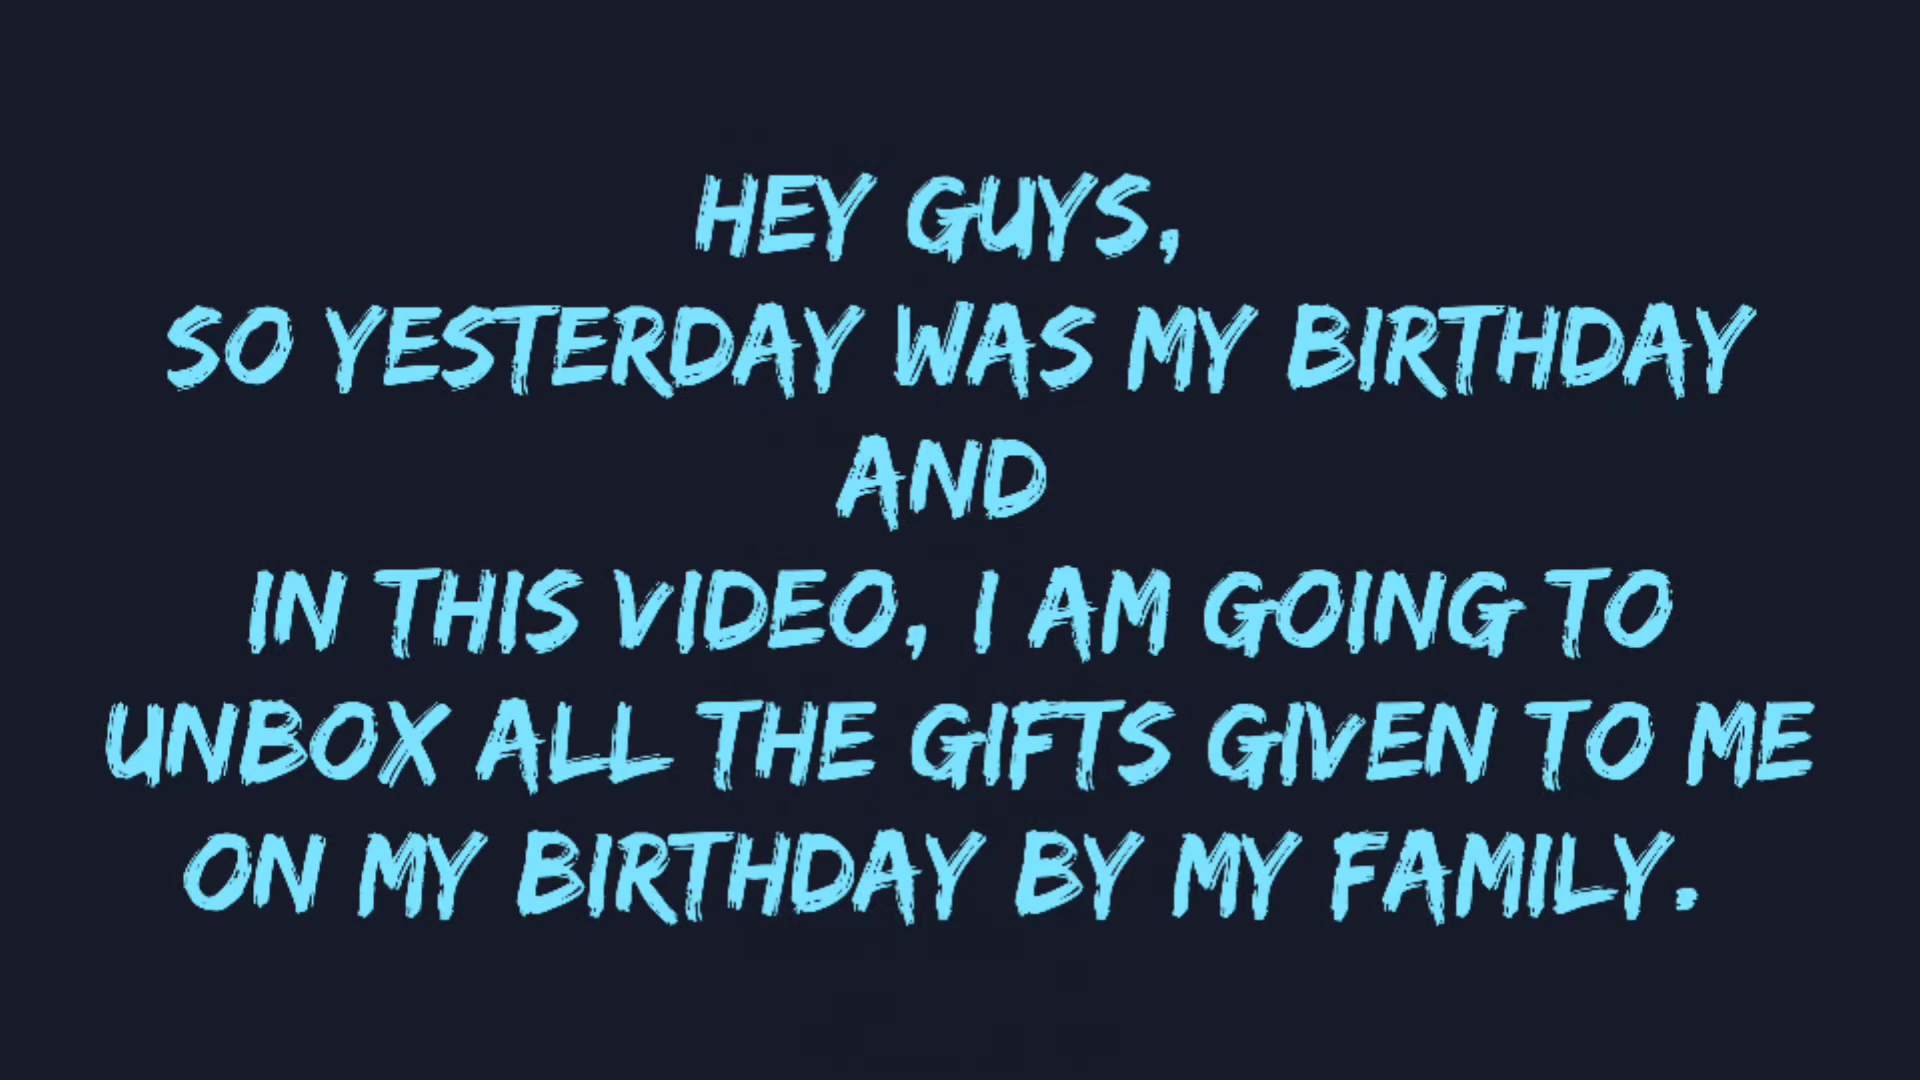 HEY GUYS,
SO YESTERDAY WAS MY BIRTHDAY
AND
IN THIS VIDEO, I AM GOING TO
UNBOX ALL THE GIFTS GIVEN TO ME
ON MY BIRTHDAY BY MY FAMILY.